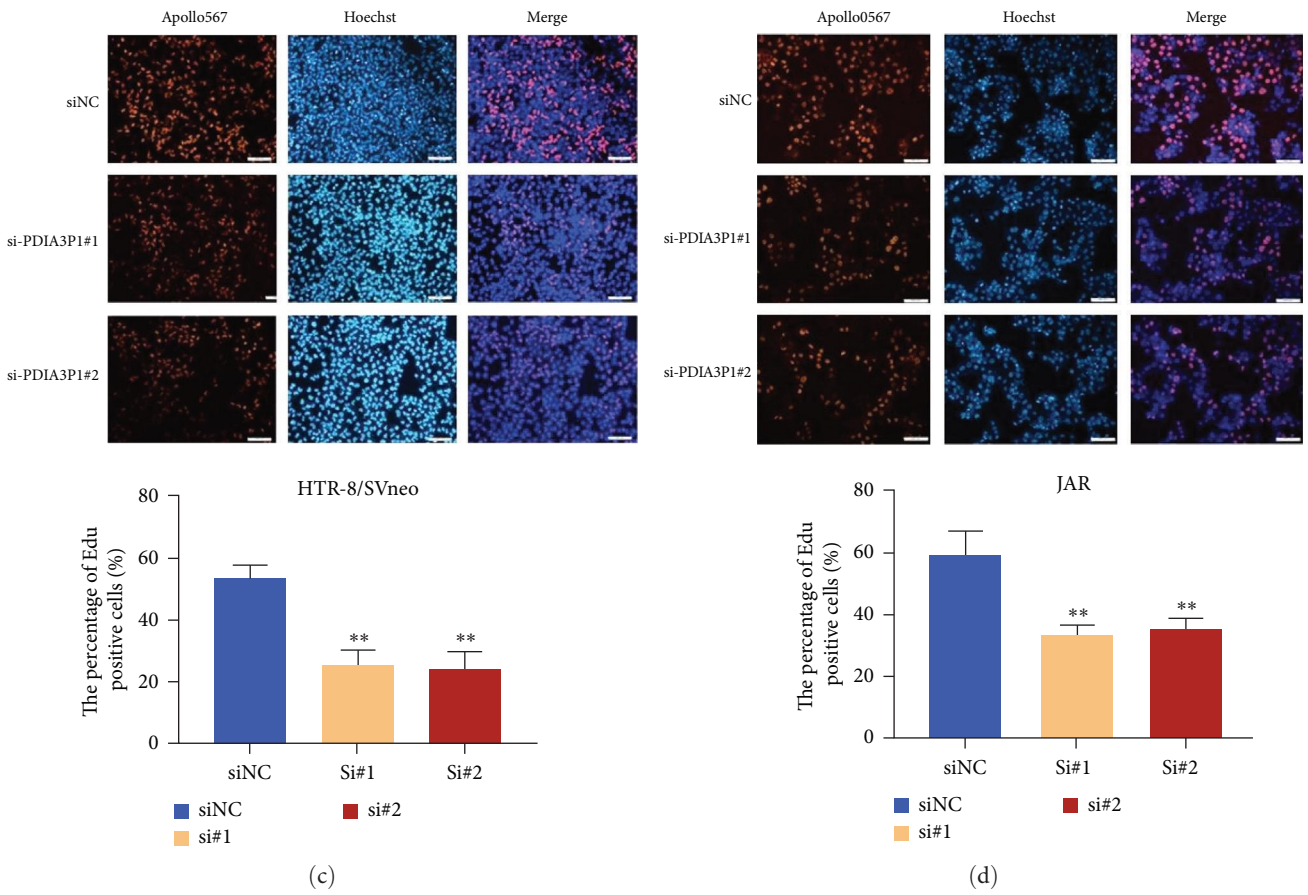 Apollo567 Hoechst Merge
siNC
si-PDIA3P1#1
si-PDIA3P1#2
HTR-8/SVneo
The percentage of Edu
positive cells (%)
80
60
40
20
0
**
**
siNC Si#1 Si#2
siNC si#2
si#1
(c)
Apollo0567 Hoechst Merge
siNC
si-PDIA3P1#1
si-PDIA3P1#2
JAR
The percentage of Edu
positive cells (%)
80
60
40
20
0
**
**
siNC Si#1 Si#2
siNC si#2
si#1
(d)